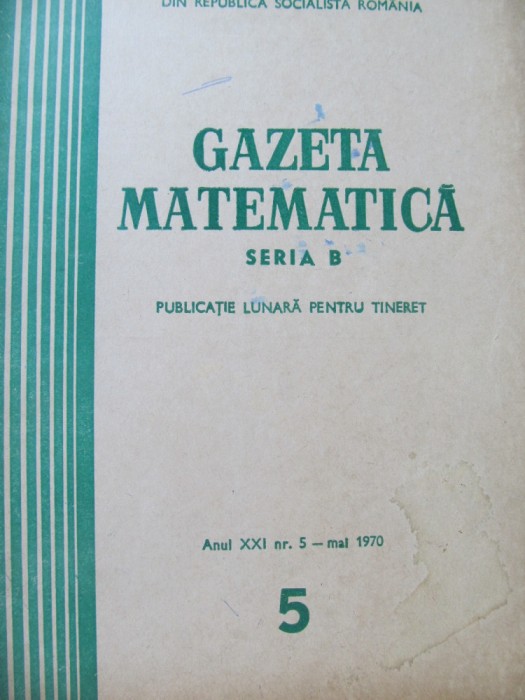 DIN REPUBLICA SOCIALISTĂ ROMÂNIA
GAZETA
MATEMATICĂ
SERIA B
PUBLICAȚIE LUNARĂ PENTRU TINERET
Anul XXI nr. 5 — mai 1970
5